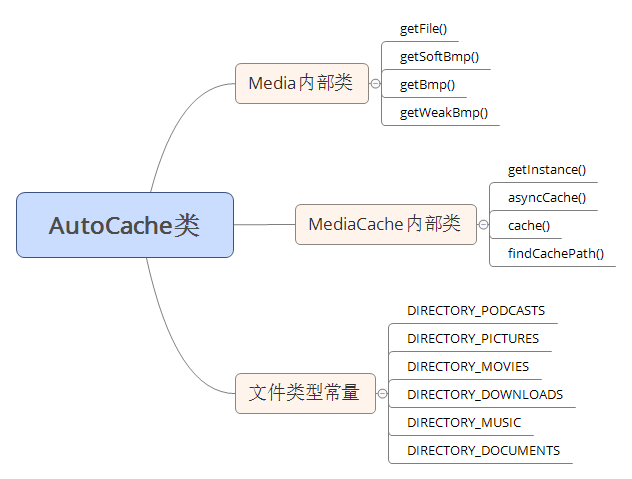 AutoCache类
Media内部类
getFile()
getSoftBmp()
getBmp()
getWeakBmp()
MediaCache内部类
getInstance()
asyncCache()
cache()
findCachePath()
文件类型常量
DIRECTORY_PODCASTS
DIRECTORY_PICTURES
DIRECTORY_MOVIES
DIRECTORY_DOWNLOADS
DIRECTORY_MUSIC
DIRECTORY_DOCUMENTS